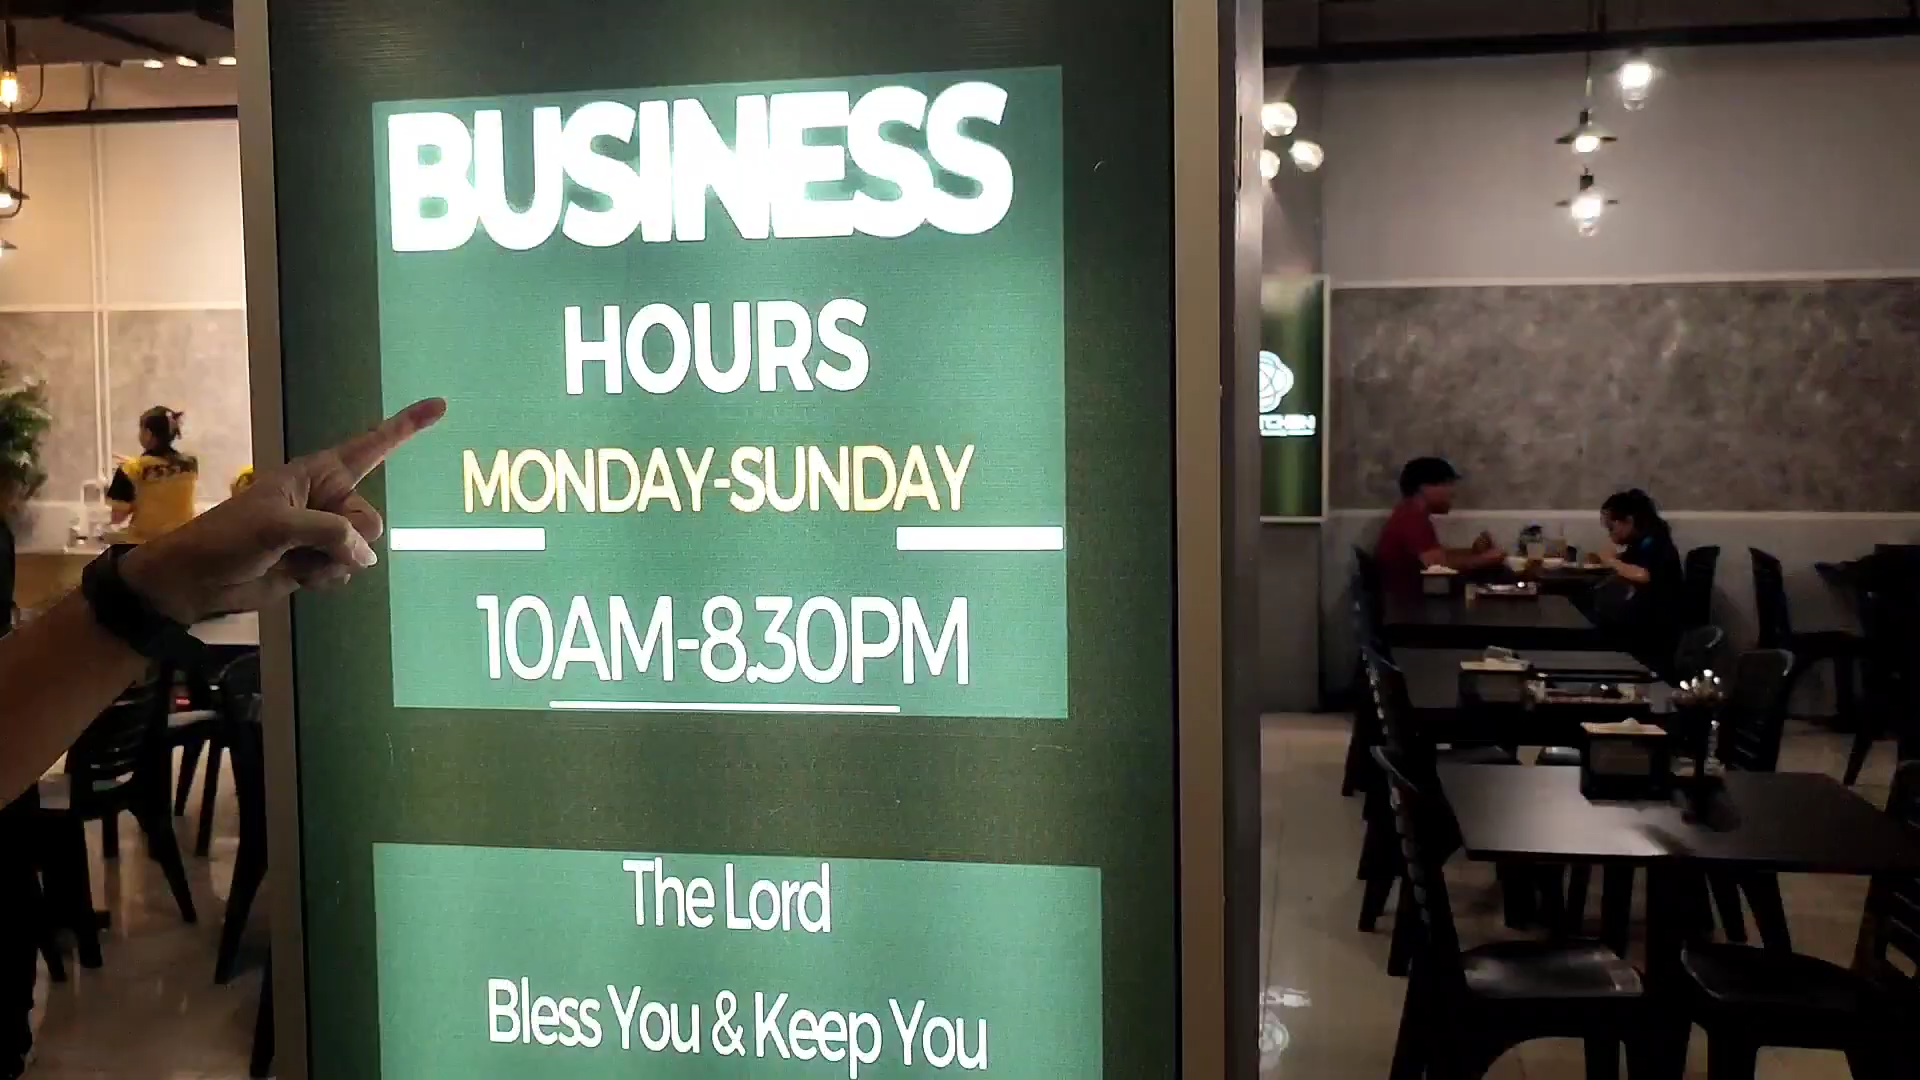 BUSINESS
HOURS
MONDAY-SUNDAY
10AM-8.30PM
The Lord
Bless You & Keep You